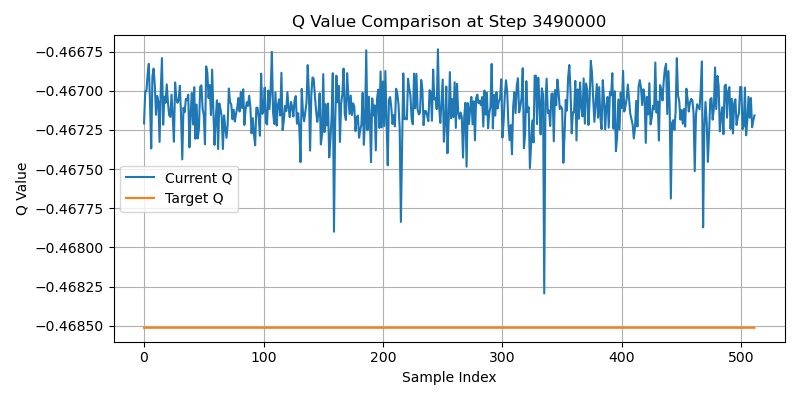 Q Value Comparison at Step 3490000
−0.46675
−0.46700
−0.46725
−0.46750
−0.46775
−0.46800
−0.46825
−0.46850
Q Value
Current Q
Target Q
0 100 200 300 400 500
Sample Index